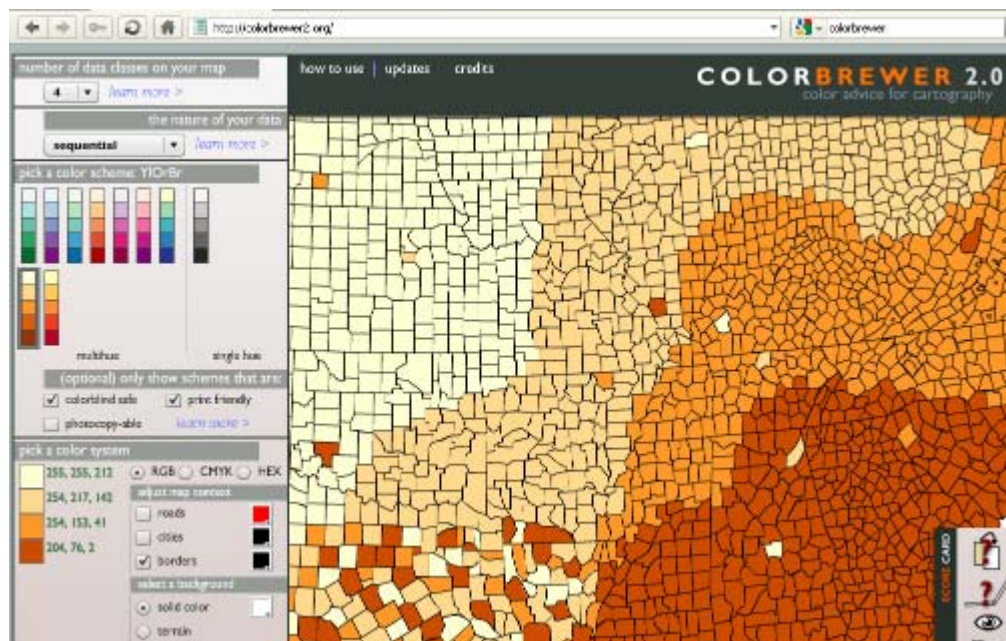 http://colorbrewer2.org/
colorbrewer
number of data classes on your map
how to use | updates credits
COLORBREWER 2.0
color advice for cartography
4 learn more >
the nature of your data
sequential learn more >
pick a color scheme: YlOrBr
multihue single hue
(optional) only show schemes that are:
colorblind safe print friendly
photocopy-able learn more >
pick a color system
255, 255, 212 RGB CMYK HEX
254, 217, 142 adjust map context
roads
254, 153, 41 cities
204, 76, 2 borders
select a background
solid color
terrain
SCORE CARD